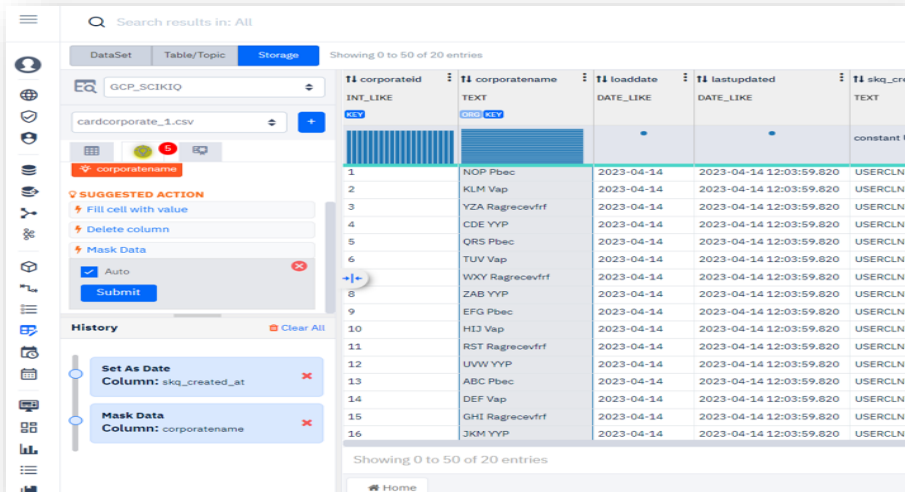 Search results in: All
DataSet Table/Topic Storage Showing 0 to 50 of 20 entries
GCP_SCIKIQ
cardcorporate_1.csv +
5
corporatename
SUGGESTED ACTION
Fill cell with value
Delete column
Mask Data
Auto
Submit
History Clear All
Set As Date
Column: skq_created_at
Mask Data
Column: corporatename
corporateid corporatename loaddate lastupdated skq_cre
INT_LIKE TEXT DATE_LIKE DATE_LIKE TEXT
KEY ORG KEY
constant
1 NOP Pbec 2023-04-14 2023-04-14 12:03:59.820 USERCLN
2 KLM Vap 2023-04-14 2023-04-14 12:03:59.820 USERCLN
3 YZA Ragrecevfrf 2023-04-14 2023-04-14 12:03:59.820 USERCLN
4 CDE YYP 2023-04-14 2023-04-14 12:03:59.820 USERCLN
5 QRS Pbec 2023-04-14 2023-04-14 12:03:59.820 USERCLN
6 TUV Vap 2023-04-14 2023-04-14 12:03:59.820 USERCLN
WXY Ragrecevfrf 2023-04-14 2023-04-14 12:03:59.820 USERCLN
8 ZAB YYP 2023-04-14 2023-04-14 12:03:59.820 USERCLN
9 EFG Pbec 2023-04-14 2023-04-14 12:03:59.820 USERCLN
10 HIJ Vap 2023-04-14 2023-04-14 12:03:59.820 USERCLN
11 RST Ragrecevfrf 2023-04-14 2023-04-14 12:03:59.820 USERCLN
12 UVW YYP 2023-04-14 2023-04-14 12:03:59.820 USERCLN
13 ABC Pbec 2023-04-14 2023-04-14 12:03:59.820 USERCLN
14 DEF Vap 2023-04-14 2023-04-14 12:03:59.820 USERCLN
15 GHI Ragrecevfrf 2023-04-14 2023-04-14 12:03:59.820 USERCLN
16 JKM YYP 2023-04-14 2023-04-14 12:03:59.820 USERCLN
Showing 0 to 50 of 20 entries
Home